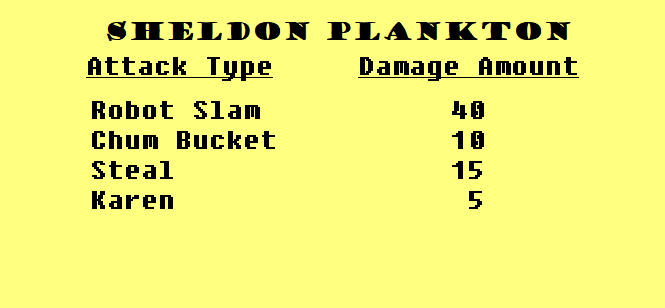 SHELDON PLANKTON
Attack Type Damage Amount
Robot Slam 40
Chum Bucket 10
Steal 15
Karen 5